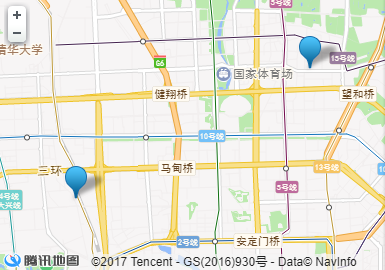 +
5号线
清华大学
−
G6
15号线
国家体育场
健翔桥
望和桥
10号线
三环
马甸桥
13号线
4号线
大兴线
5号线
2号线
安定门桥
腾讯地图
©2017 Tencent - GS(2016)930号 - Data© NavInfo